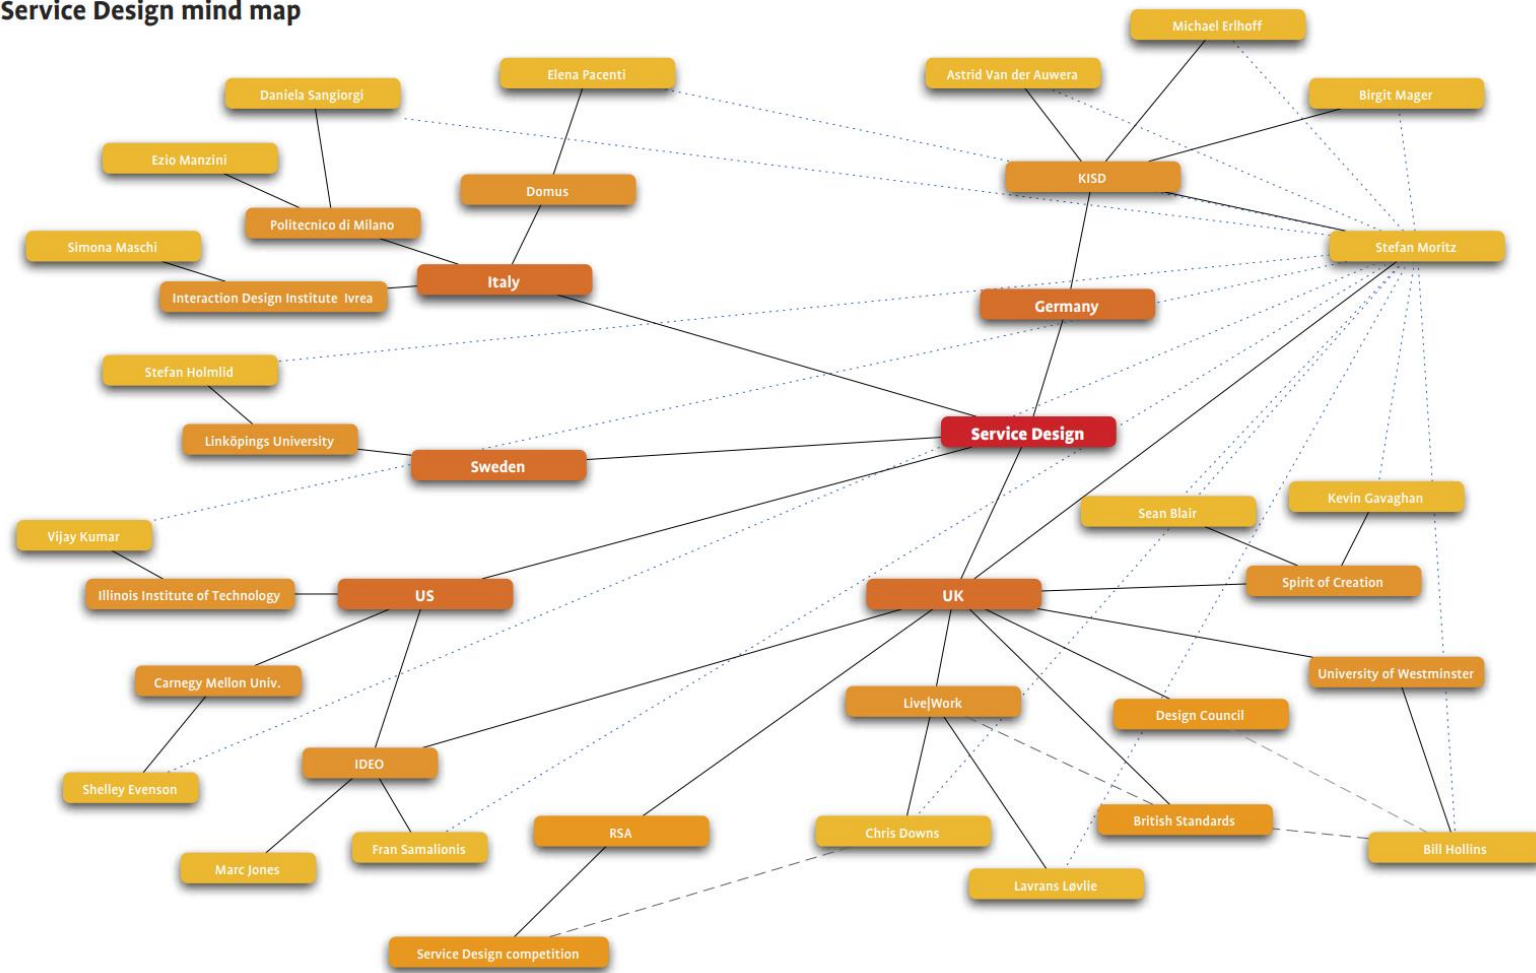 Service Design mind map
Michael Erlhoff
Elena Pacenti
Astrid Van der Auwera
Daniela Sangiorgi
Birgit Mager
Ezio Manzini
KISD
Domus
Politecnico di Milano
Simona Maschi
Stefan Moritz
Italy
Interaction Design Institute Ivrea
Germany
Stefan Holmlid
Service Design
Linköpings University
Sweden
Kevin Gavaghan
Sean Blair
Vijay Kumar
Spirit of Creation
Illinois Institute of Technology
US
UK
University of Westminster
Carnegie Mellon Univ.
Live|Work
Design Council
IDEO
Shelley Evenson
British Standards
RSA
Chris Downs
Fran Samalionis
Bill Hollins
Marc Jones
Lavrans Løvlie
Service Design competition